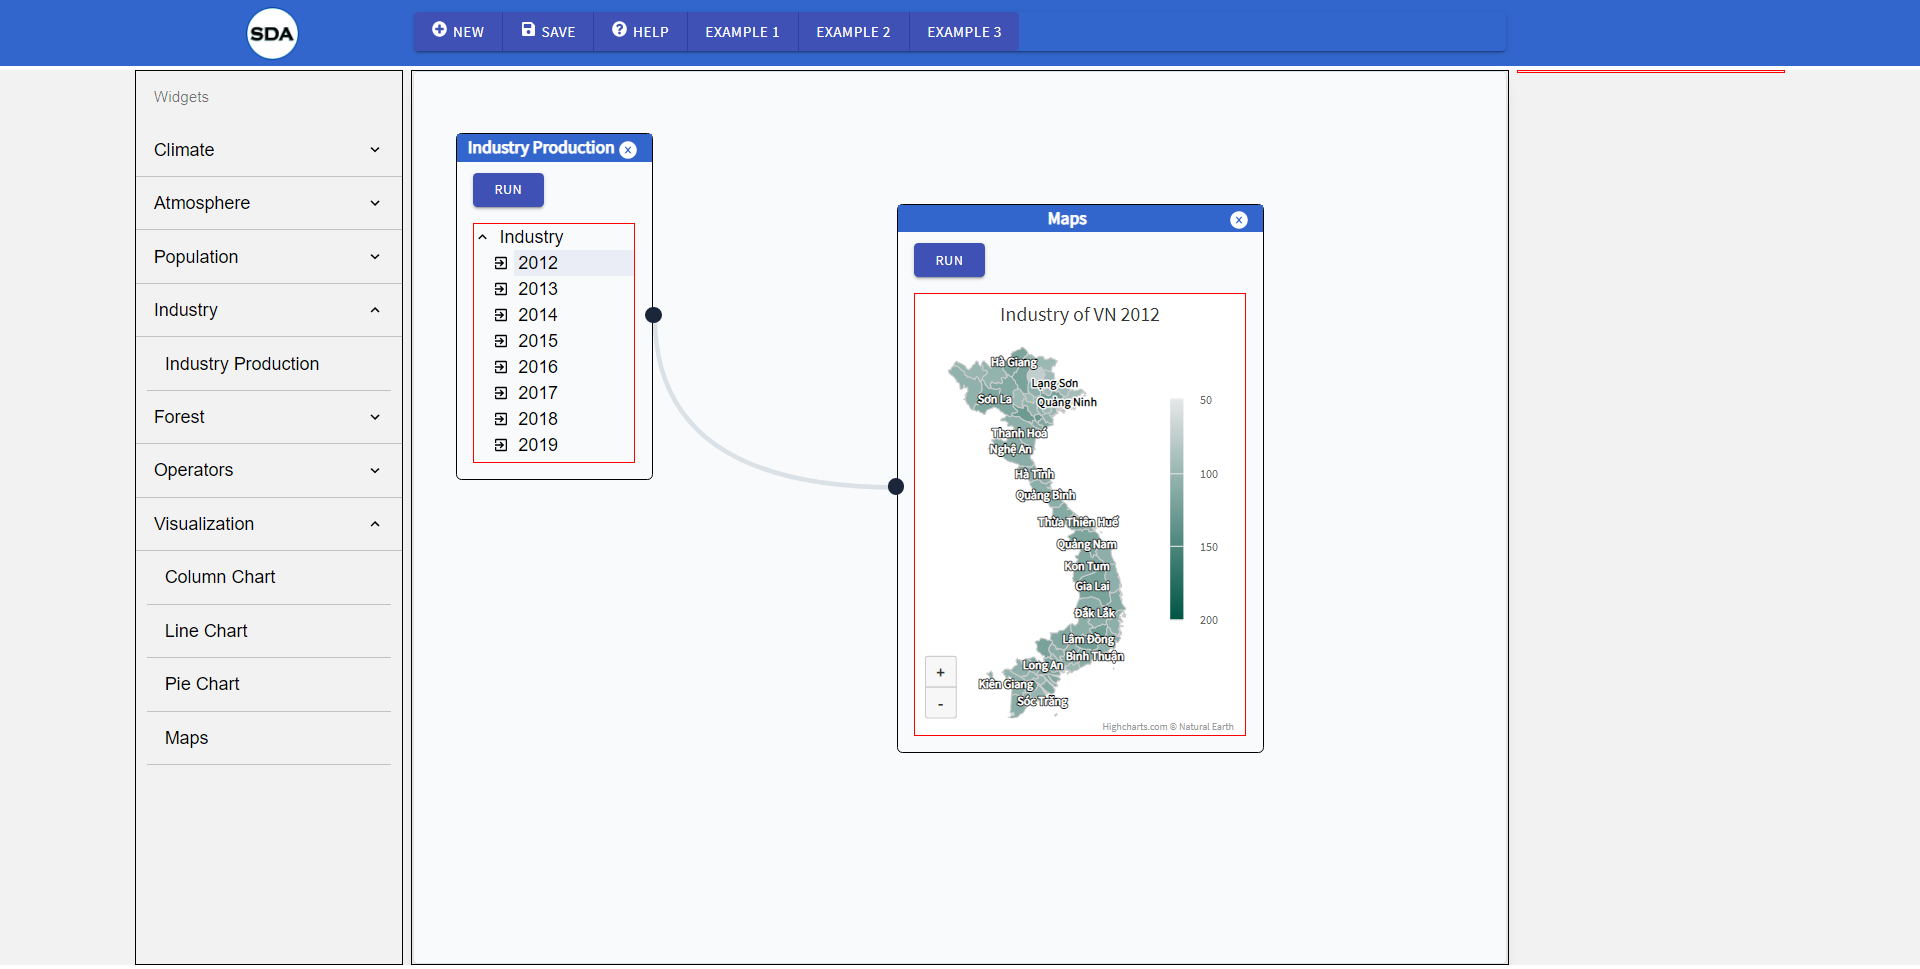 SDA
NEW
SAVE
HELP
EXAMPLE 1
EXAMPLE 2
EXAMPLE 3
Widgets
Climate
Atmosphere
Population
Industry
Industry Production
Forest
Operators
Visualization
Column Chart
Line Chart
Pie Chart
Maps
Industry Production
RUN
Industry
2012
2013
2014
2015
2016
2017
2018
2019
Maps
RUN
Industry of VN 2012
Hà Giang
Lạng Sơn
Sơn La
Quảng Ninh
Thanh Hoá
Nghệ An
Hà Tĩnh
Quảng Bình
Thừa Thiên Huế
Quảng Nam
Kon Tum
Gia Lai
Đắk Lắk
Lâm Đồng
Bình Thuận
Long An
Kiên Giang
Sóc Trăng
50
100
150
200
+
-
Highcharts.com © Natural Earth